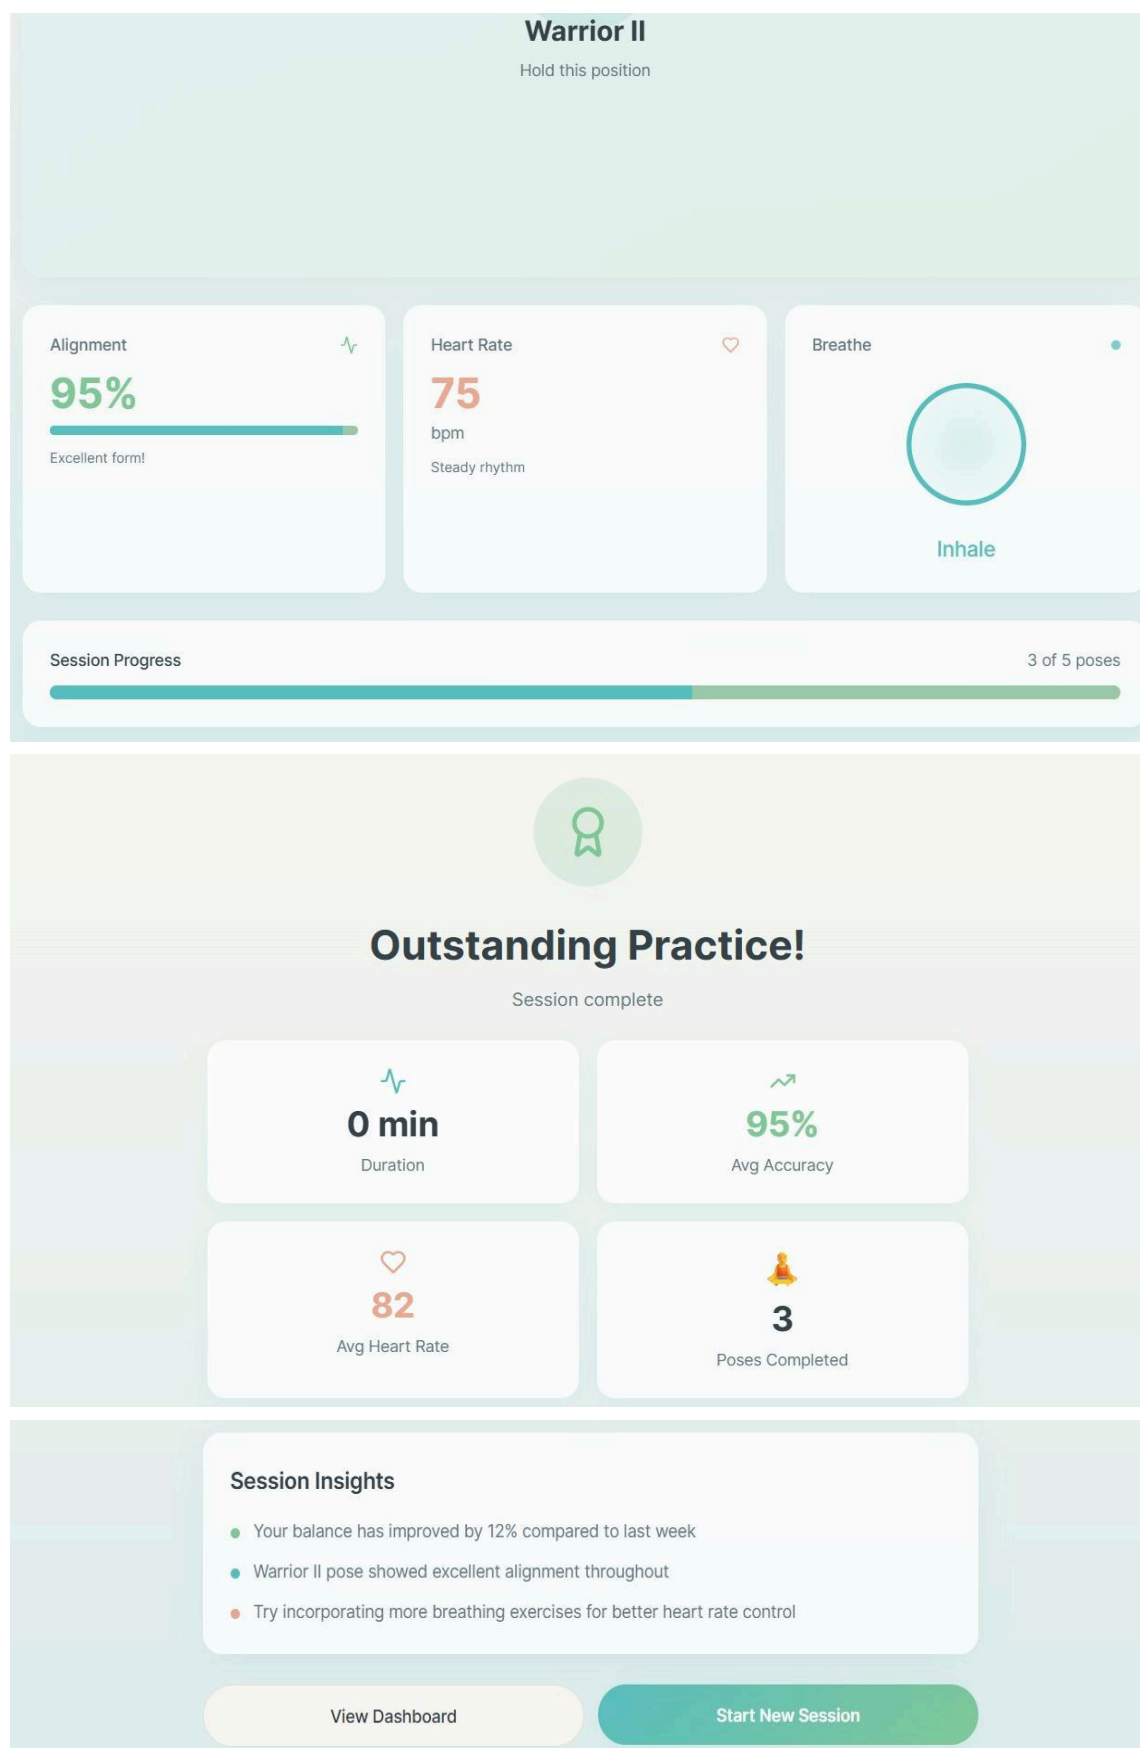 Warrior II
Hold this position
Alignment
95%
Excellent form!
Heart Rate
75
bpm
Steady rhythm
Breathe
Inhale
Session Progress
3 of 5 poses
Outstanding Practice!
Session complete
0 min
Duration
95%
Avg Accuracy
82
Avg Heart Rate
3
Poses Completed
Session Insights
Your balance has improved by 12% compared to last week
Warrior II pose showed excellent alignment throughout
Try incorporating more breathing exercises for better heart rate control
View Dashboard
Start New Session